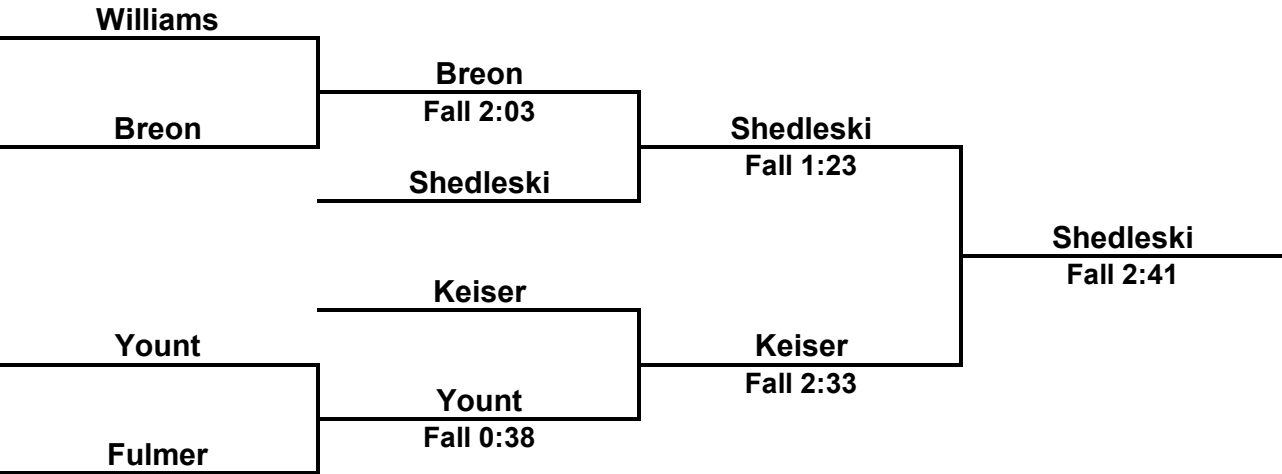 Williams
Breon
Fall 2:03
Breon
Shedleski
Shedleski
Fall 1:23
Shedleski
Fall 2:41
Keiser
Yount
Keiser
Fall 2:33
Yount
Fall 0:38
Fulmer